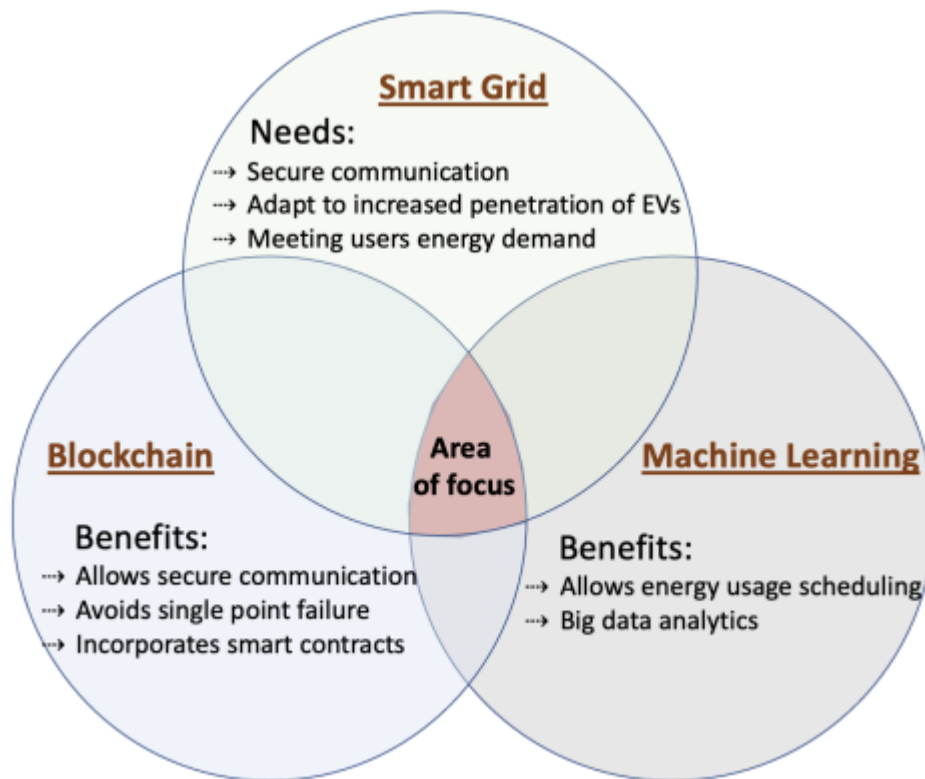 Smart Grid
Needs:
⇢ Secure communication
⇢ Adapt to increased penetration of EVs
⇢ Meeting users energy demand
Blockchain
Benefits:
⇢ Allows secure communication
⇢ Avoids single point failure
⇢ Incorporates smart contracts
Area
of focus
Machine Learning
Benefits:
⇢ Allows energy usage scheduling
⇢ Big data analytics